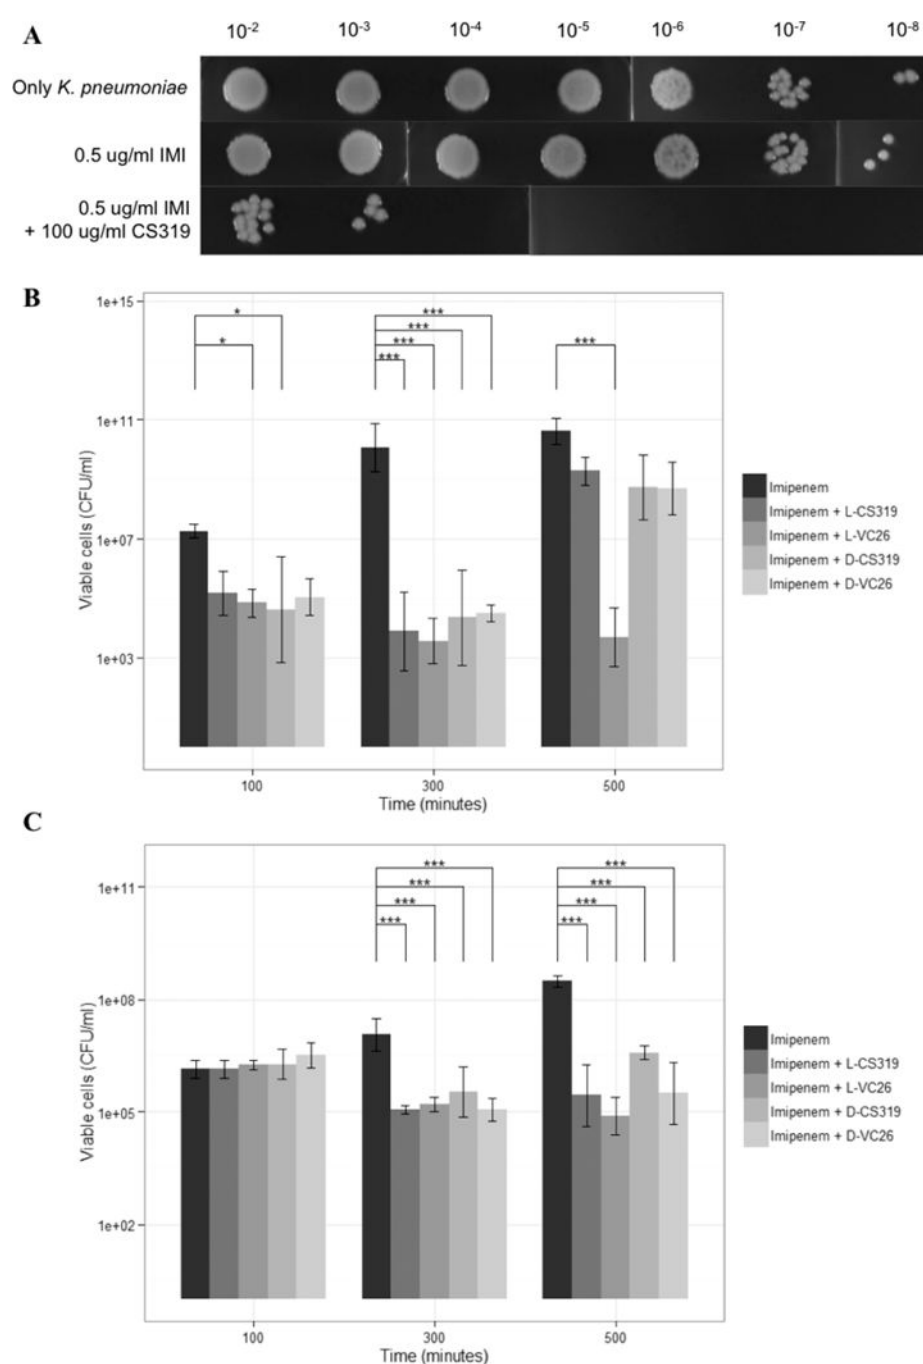 A
10-2 10-3 10-4 10-5 10-6 10-7 10-8
Only K. pneumoniae
0.5 ug/ml IMI
0.5 ug/ml IMI
+ 100 ug/ml CS319
B
1e+15
1e+11
1e+07
1e+03
Viable cells (CFU/ml)
* * *** *** *** *** ***
100 300 500
Time (minutes)
Imipenem
Imipenem + L-CS319
Imipenem + L-VC26
Imipenem + D-CS319
Imipenem + D-VC26
C
1e+11
1e+08
1e+05
1e+02
Viable cells (CFU/ml)
*** *** *** *** *** *** *** ***
100 300 500
Time (minutes)
Imipenem
Imipenem + L-CS319
Imipenem + L-VC26
Imipenem + D-CS319
Imipenem + D-VC26